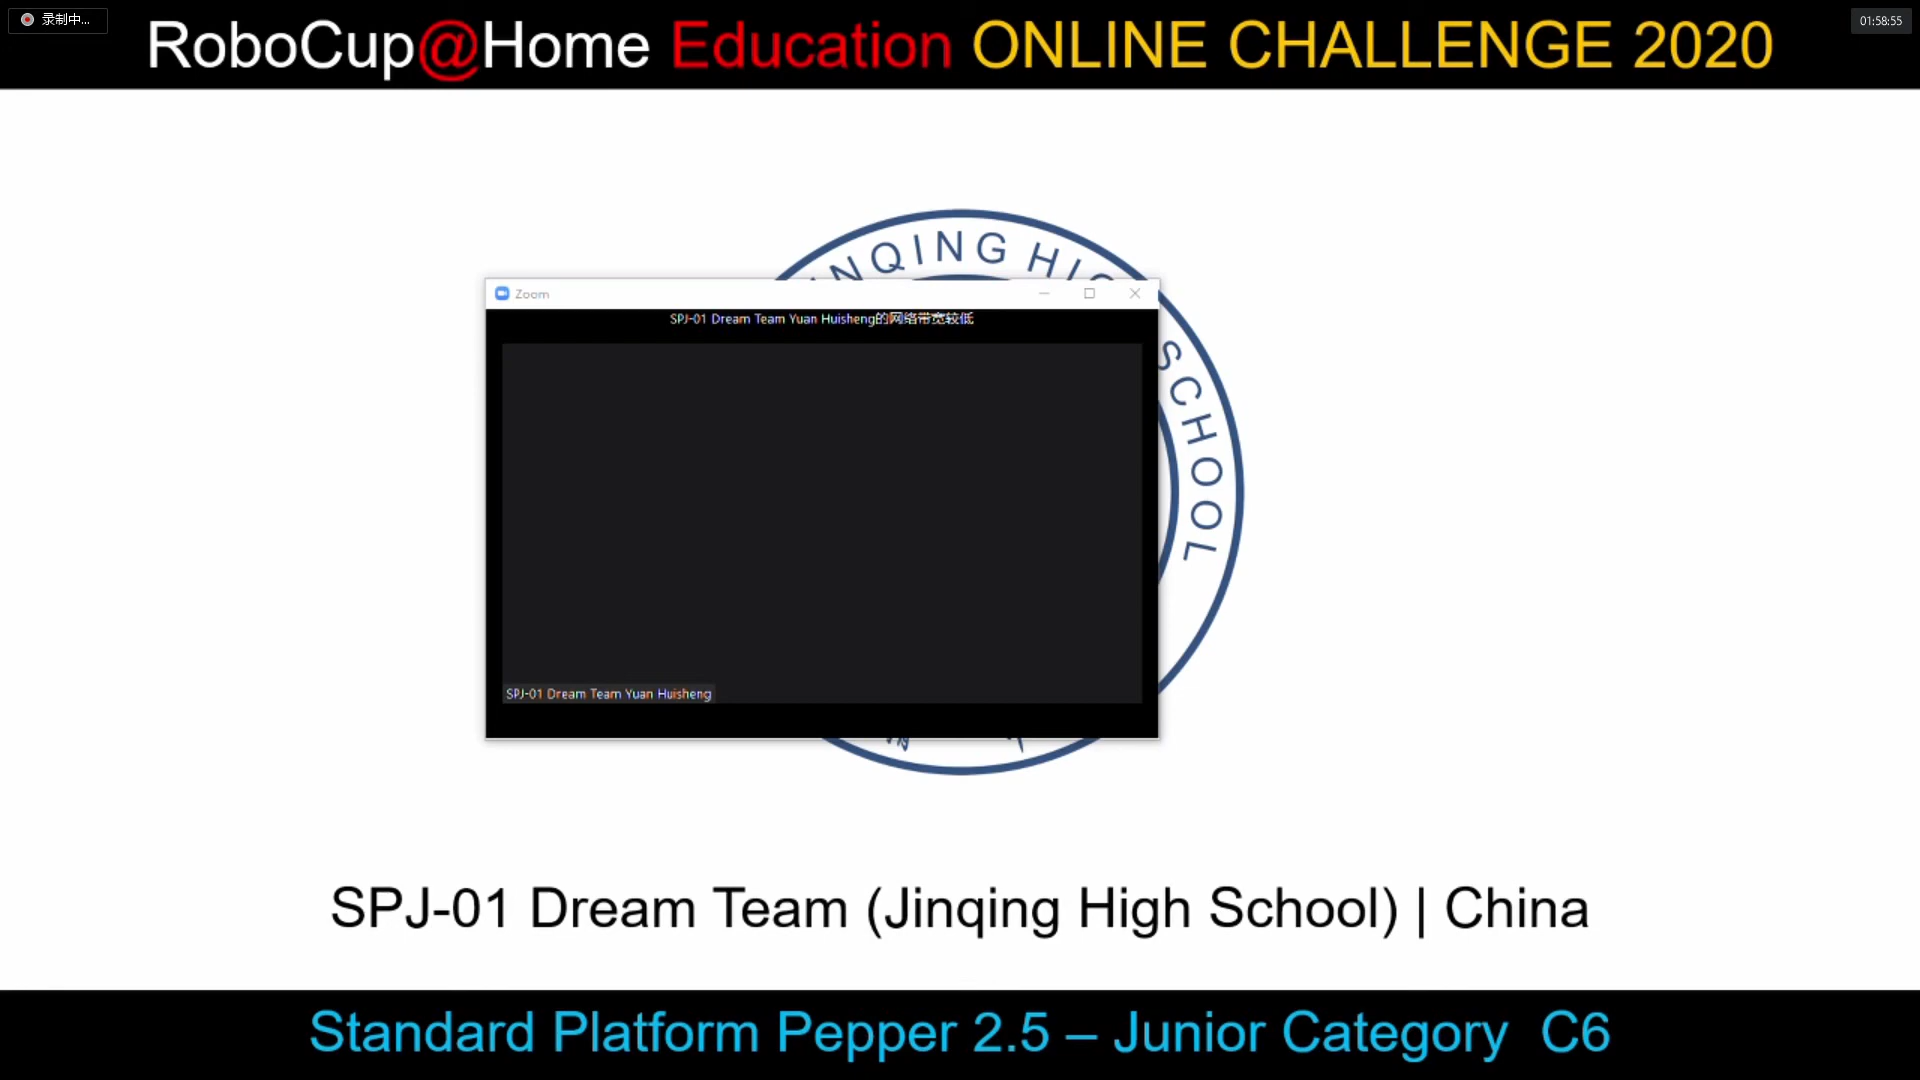 录制中...
01:58:55
RoboCup@Home Education ONLINE CHALLENGE 2020
NQING HI
SCHOOL
Zoom
SPJ-01 Dream Team Yuan Huisheng的网络带宽较低
SPJ-01 Dream Team Yuan Huisheng
SPJ-01 Dream Team (Jinqing High School) | China
Standard Platform Pepper 2.5 – Junior Category C6